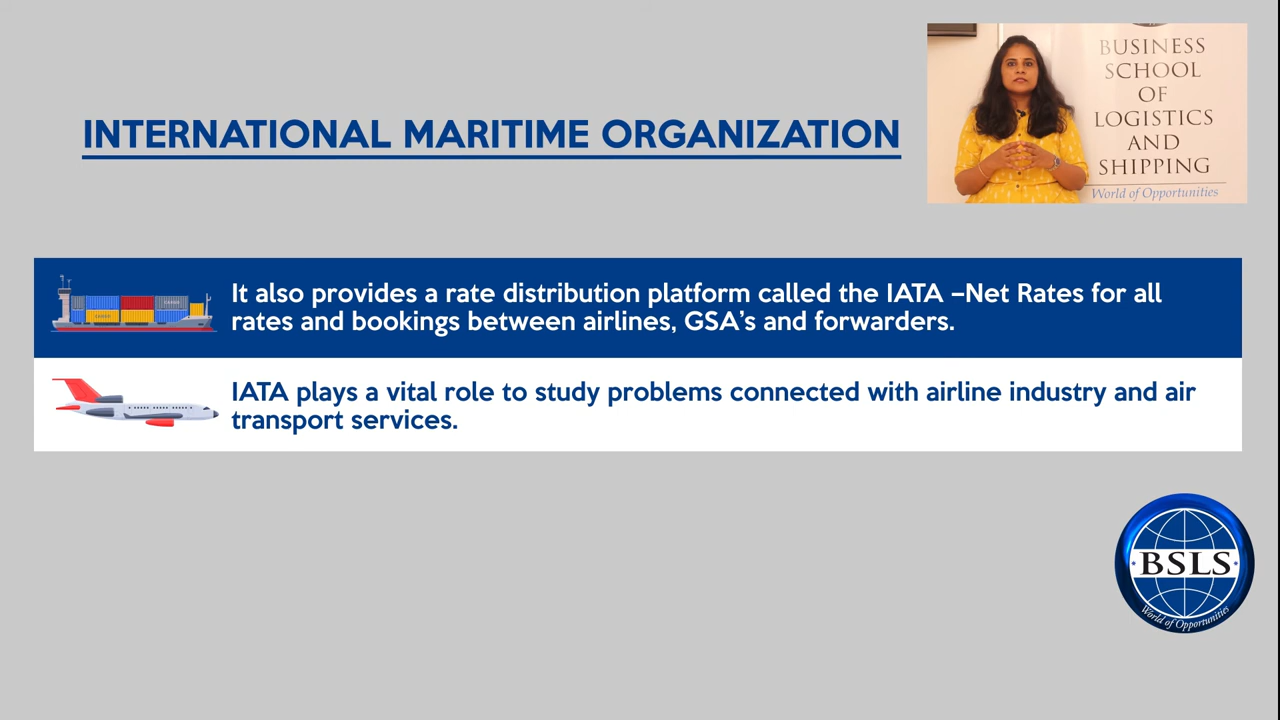 INTERNATIONAL MARITIME ORGANIZATION
BUSINESS
SCHOOL
OF
LOGISTICS
AND
SHIPPING
World of Opportunities
It also provides a rate distribution platform called the IATA –Net Rates for all
rates and bookings between airlines, GSA's and forwarders.
IATA plays a vital role to study problems connected with airline industry and air
transport services.
BSLS
World of Opportunities